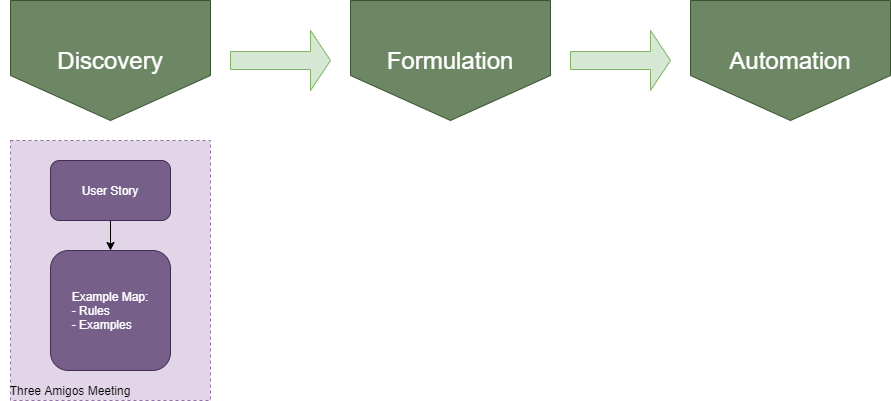 Discovery
Formulation
Automation
User Story
Example Map:
- Rules
- Examples
Three Amigos Meeting